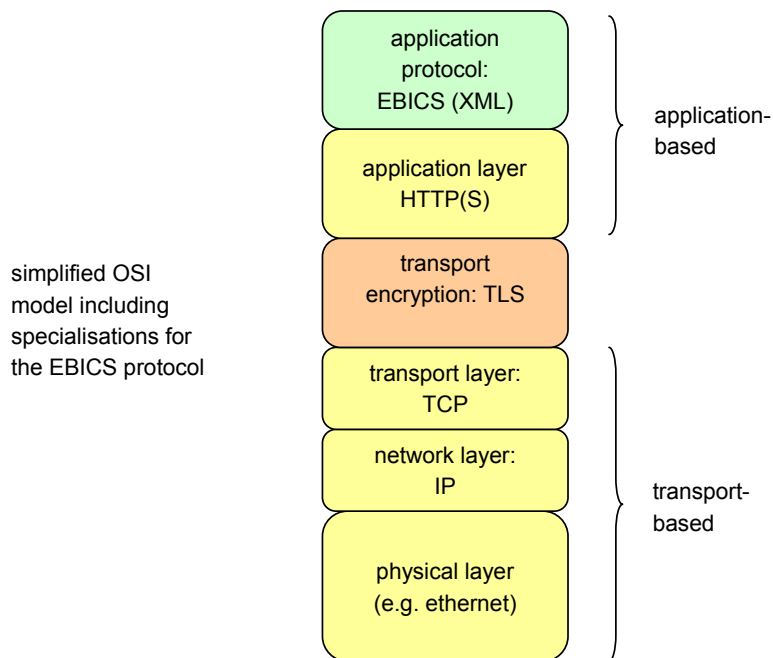 application
protocol:
EBICS (XML)
application layer
HTTP(S)
application-
based
transport
encryption: TLS
simplified OSI
model including
specialisations for
the EBICS protocol
transport layer:
TCP
network layer:
IP
transport-
based
physical layer
(e.g. ethernet)